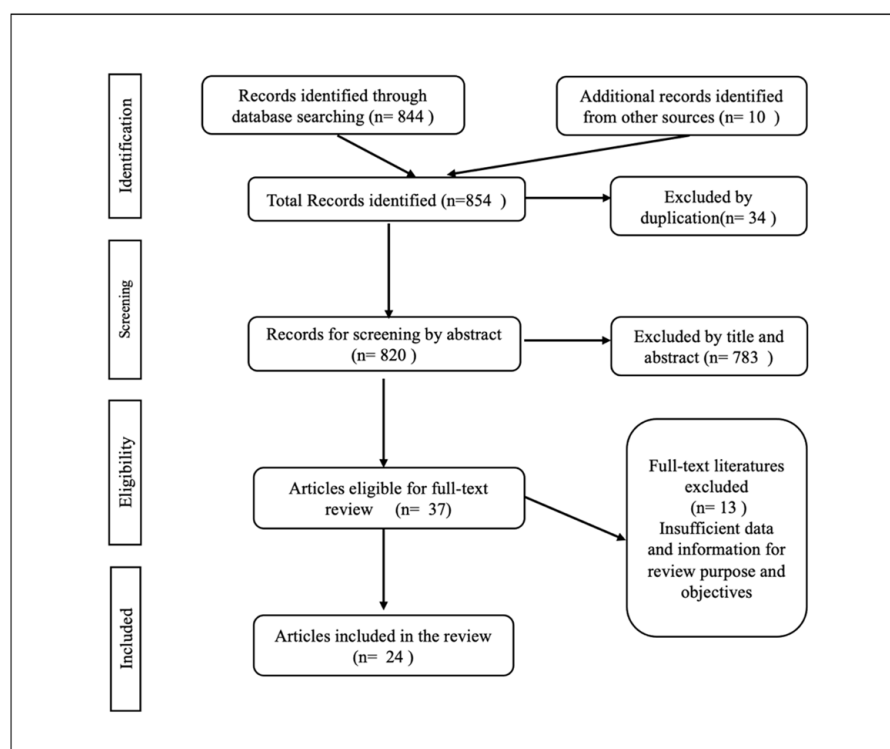 Identification
Records identified through
database searching (n= 844 )
Additional records identified
from other sources (n= 10 )
Total Records identified (n=854 )
Excluded by
duplication(n= 34 )
Screening
Records for screening by abstract
(n= 820 )
Excluded by title and
abstract (n= 783 )
Eligibility
Articles eligible for full-text
review (n= 37)
Full-text literatures
excluded
(n= 13 )
Insufficient data
and information for
review purpose and
objectives
Included
Articles included in the review
(n= 24 )